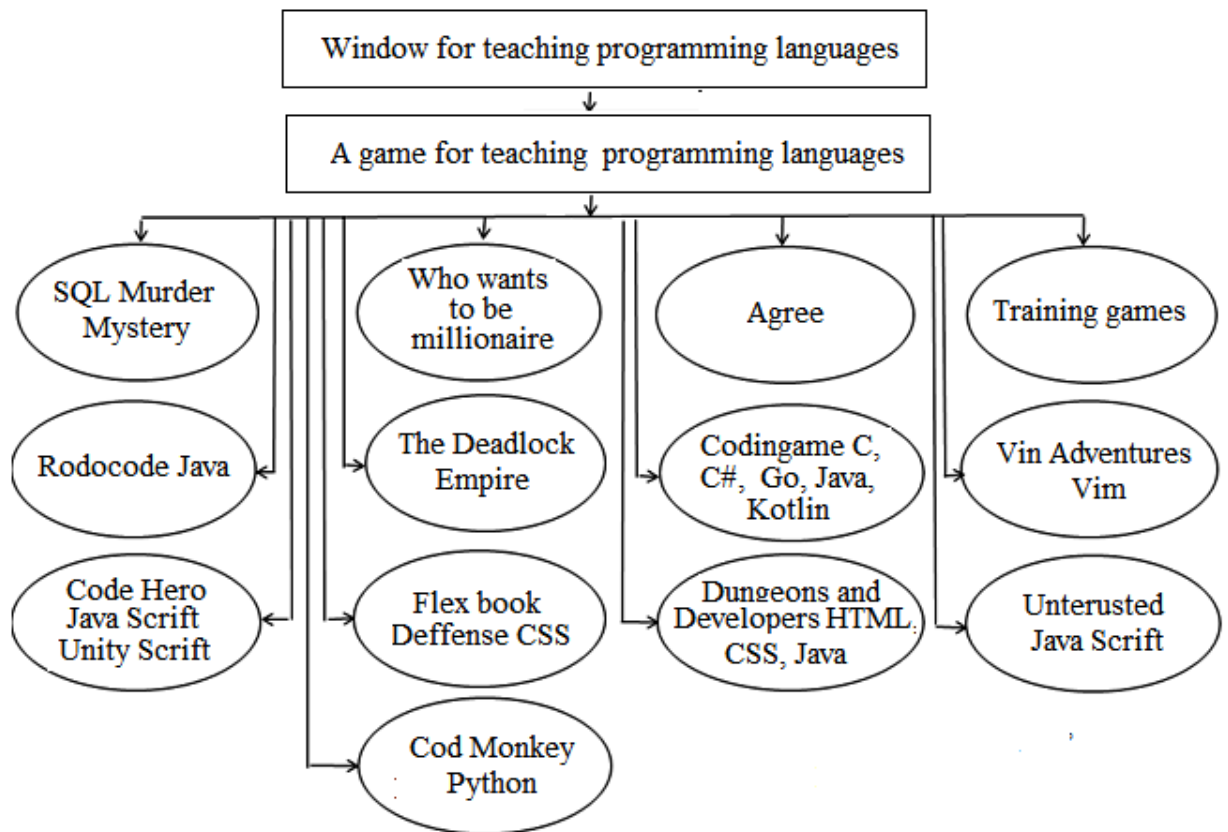 Window for teaching programming languages
A game for teaching programming languages
SQL Murder
Mystery
Who wants
to be
millionaire
Agree
Training games
Rodocode Java
The Deadlock
Empire
Codingame C,
C#, Go, Java,
Kotlin
Vin Adventures
Vim
Code Hero
Java Scrift
Unity Scrift
Flex book
Deffense CSS
Dungeons and
Developers HTML,
CSS, Java
Unterusted
Java Scrift
Cod Monkey
Python